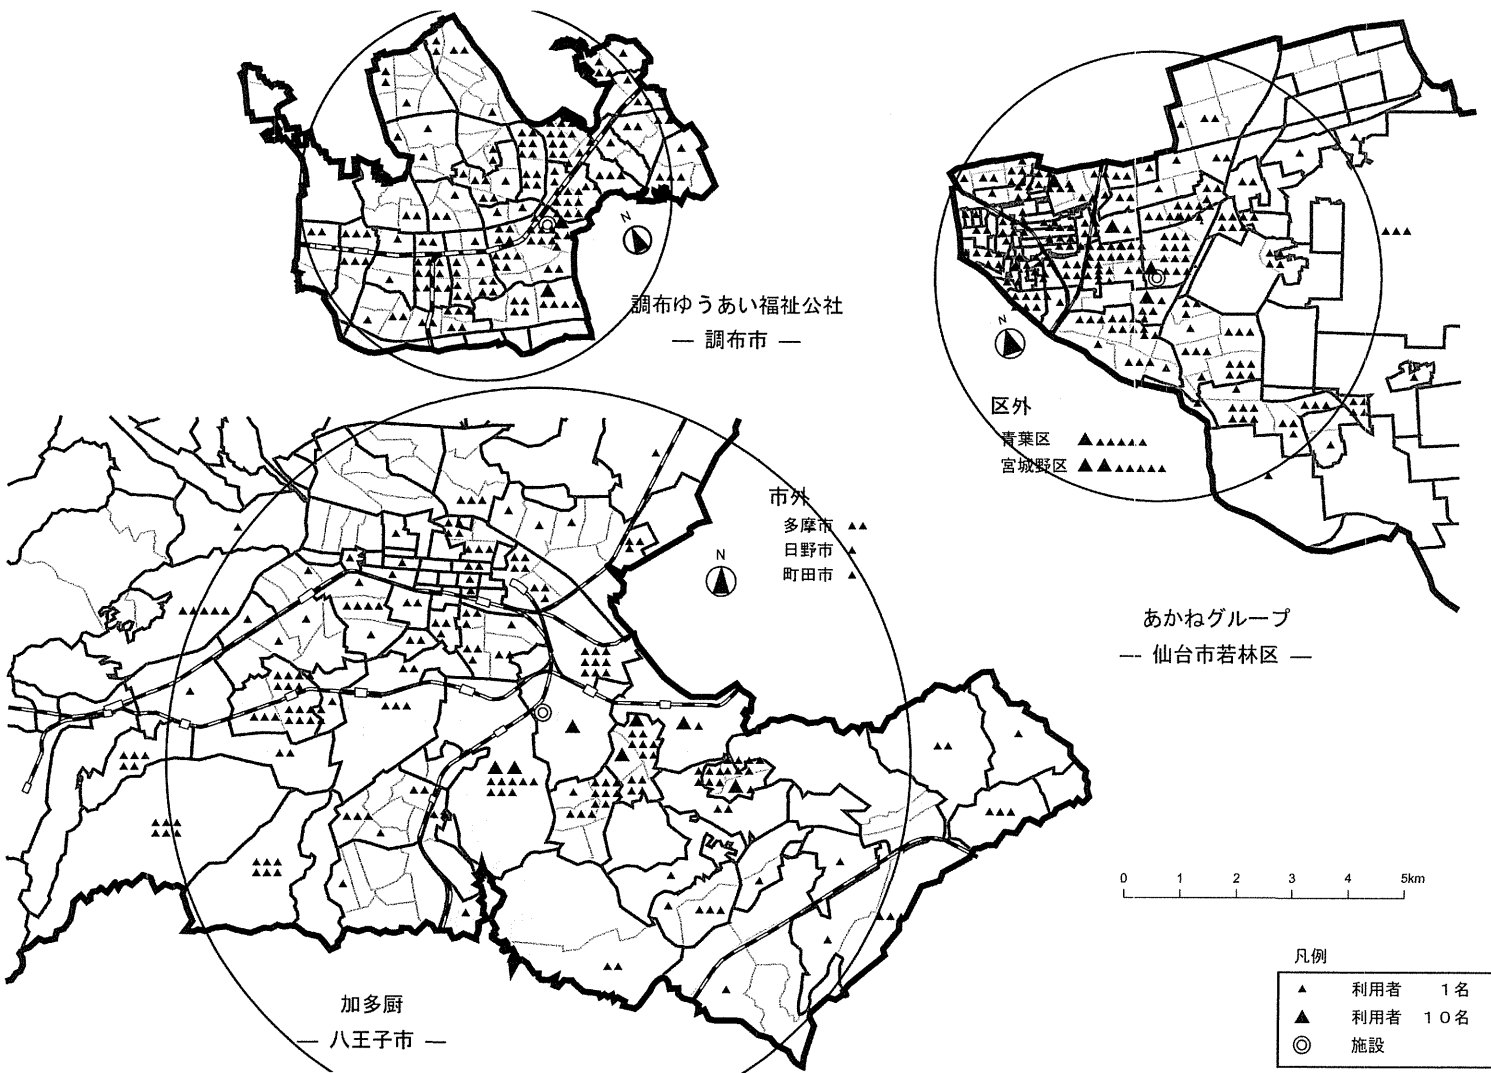 N
調布ゆうあい福祉公社
― 調布市 ―
N
区外
青葉区
宮城野区
あかねグループ
― 仙台市若林区 ―
市外
多摩市
日野市
町田市
N
加多厨
― 八王子市 ―
0 1 2 3 4 5km
凡例
利用者 1名
利用者 10名
施設